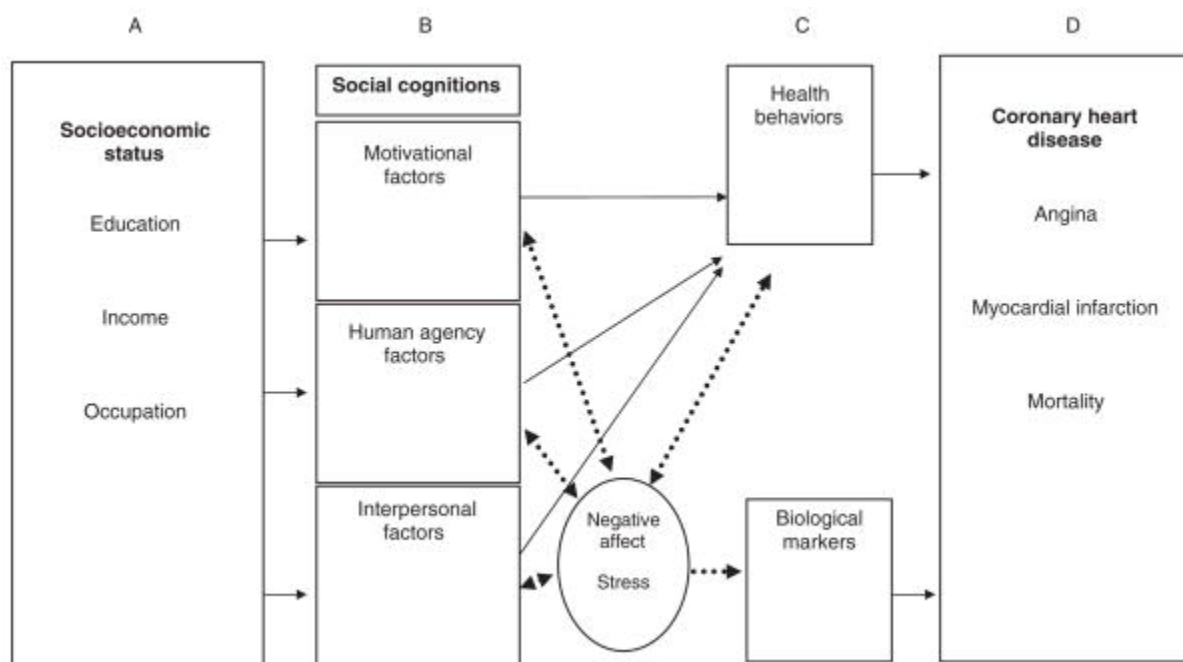 A
B
C
D
Socioeconomic
status
Education
Income
Occupation
Social cognitions
Motivational
factors
Human agency
factors
Interpersonal
factors
Negative
affect
Stress
Health
behaviors
Biological
markers
Coronary heart
disease
Angina
Myocardial infarction
Mortality